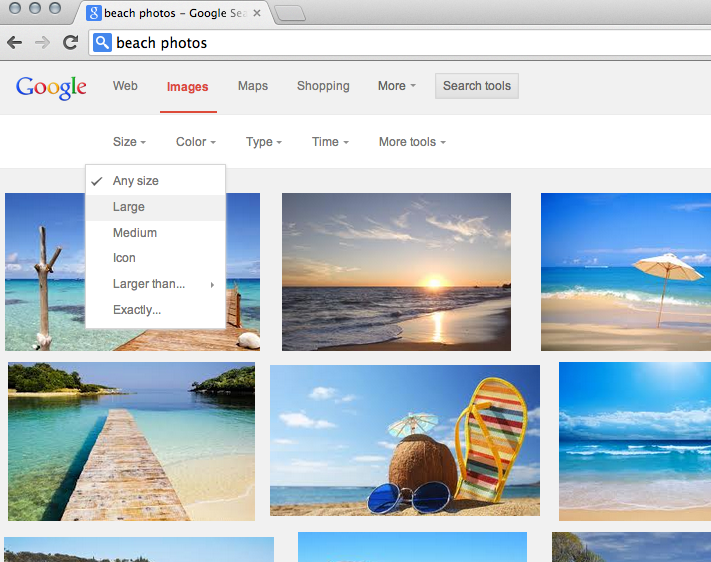 beach photos – Google Sea
beach photos
Google Web Images Maps Shopping More Search tools
Size Color Type Time More tools
Any size
Large
Medium
Icon
Larger than...
Exactly...